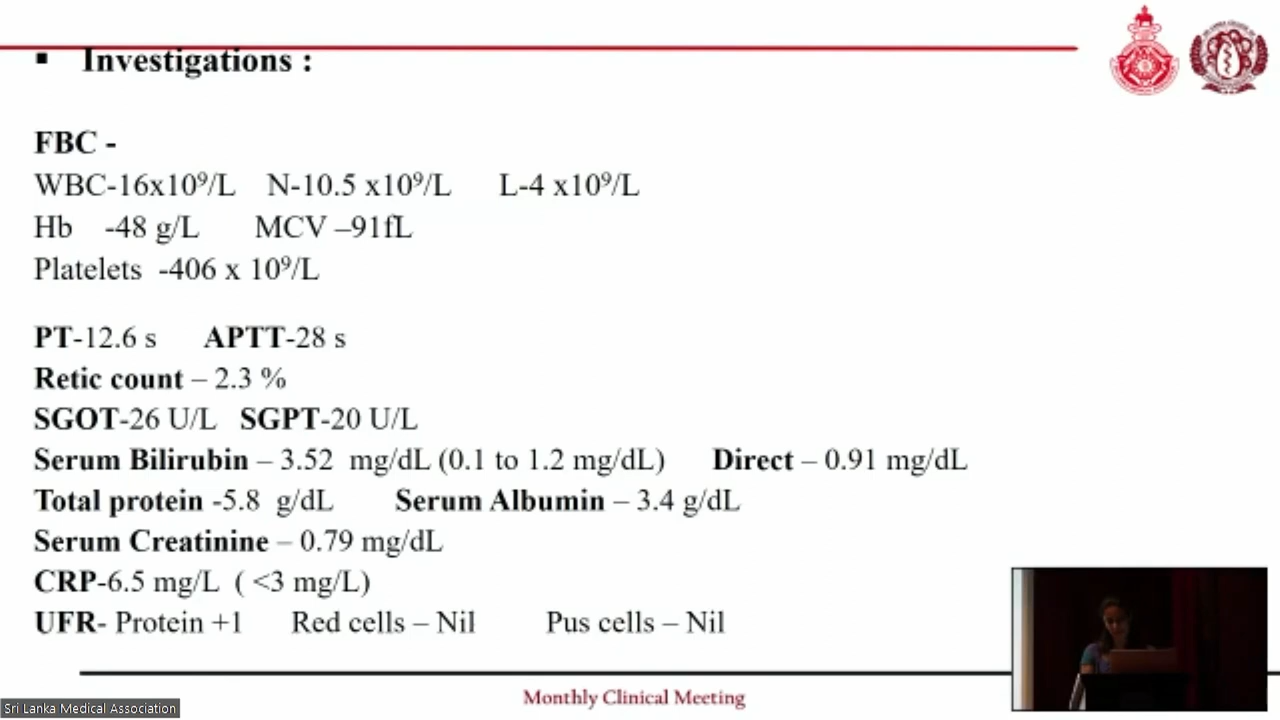 ▪ Investigations :
FBC -
WBC-16x10⁹/L N-10.5 x10⁹/L L-4 x10⁹/L
Hb -48 g/L MCV –91fL
Platelets -406 x 10⁹/L
PT-12.6 s APTT-28 s
Retic count – 2.3 %
SGOT-26 U/L SGPT-20 U/L
Serum Bilirubin – 3.52 mg/dL (0.1 to 1.2 mg/dL) Direct – 0.91 mg/dL
Total protein -5.8 g/dL Serum Albumin – 3.4 g/dL
Serum Creatinine – 0.79 mg/dL
CRP-6.5 mg/L ( <3 mg/L)
UFR- Protein +1 Red cells – Nil Pus cells – Nil
Monthly Clinical Meeting
Sri Lanka Medical Association